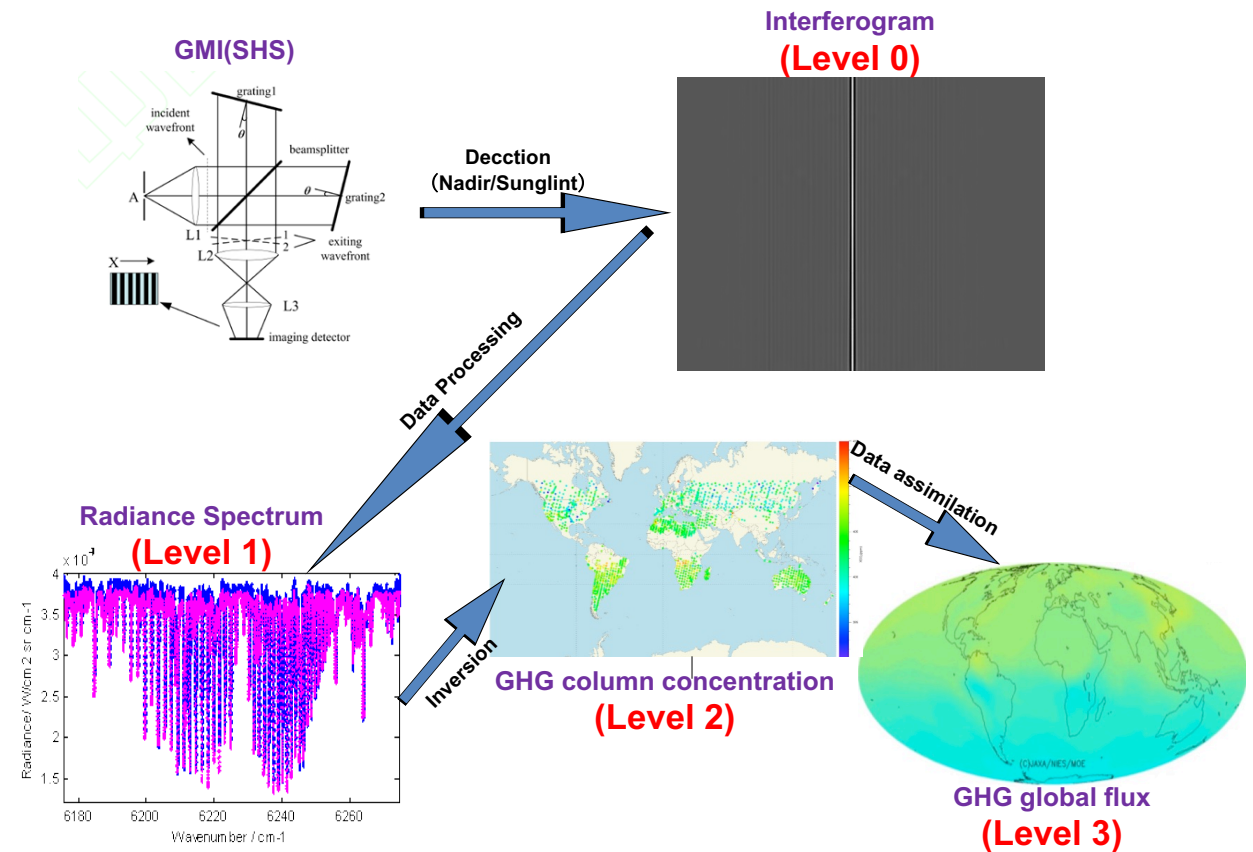 GMI(SHS)
Interferogram
(Level 0)
grating1
θ
incident
wavefront
beamsplitter
A
θ
grating2
L1
1
2
exiting
wavefront
L2
X
L3
imaging detector
Decction
(Nadir/Sunglint)
Data Processing
Radiance Spectrum
(Level 1)
4
3.5
3
2.5
2
1.5
Radiance/ W/cm 2 sr cm-1
6180 6200 6220 6240 6260
Wavenumber / cm-1
Inversion
GHG column concentration
(Level 2)
Data assimilation
(C)JAXA/NIES/MOE
GHG global flux
(Level 3)